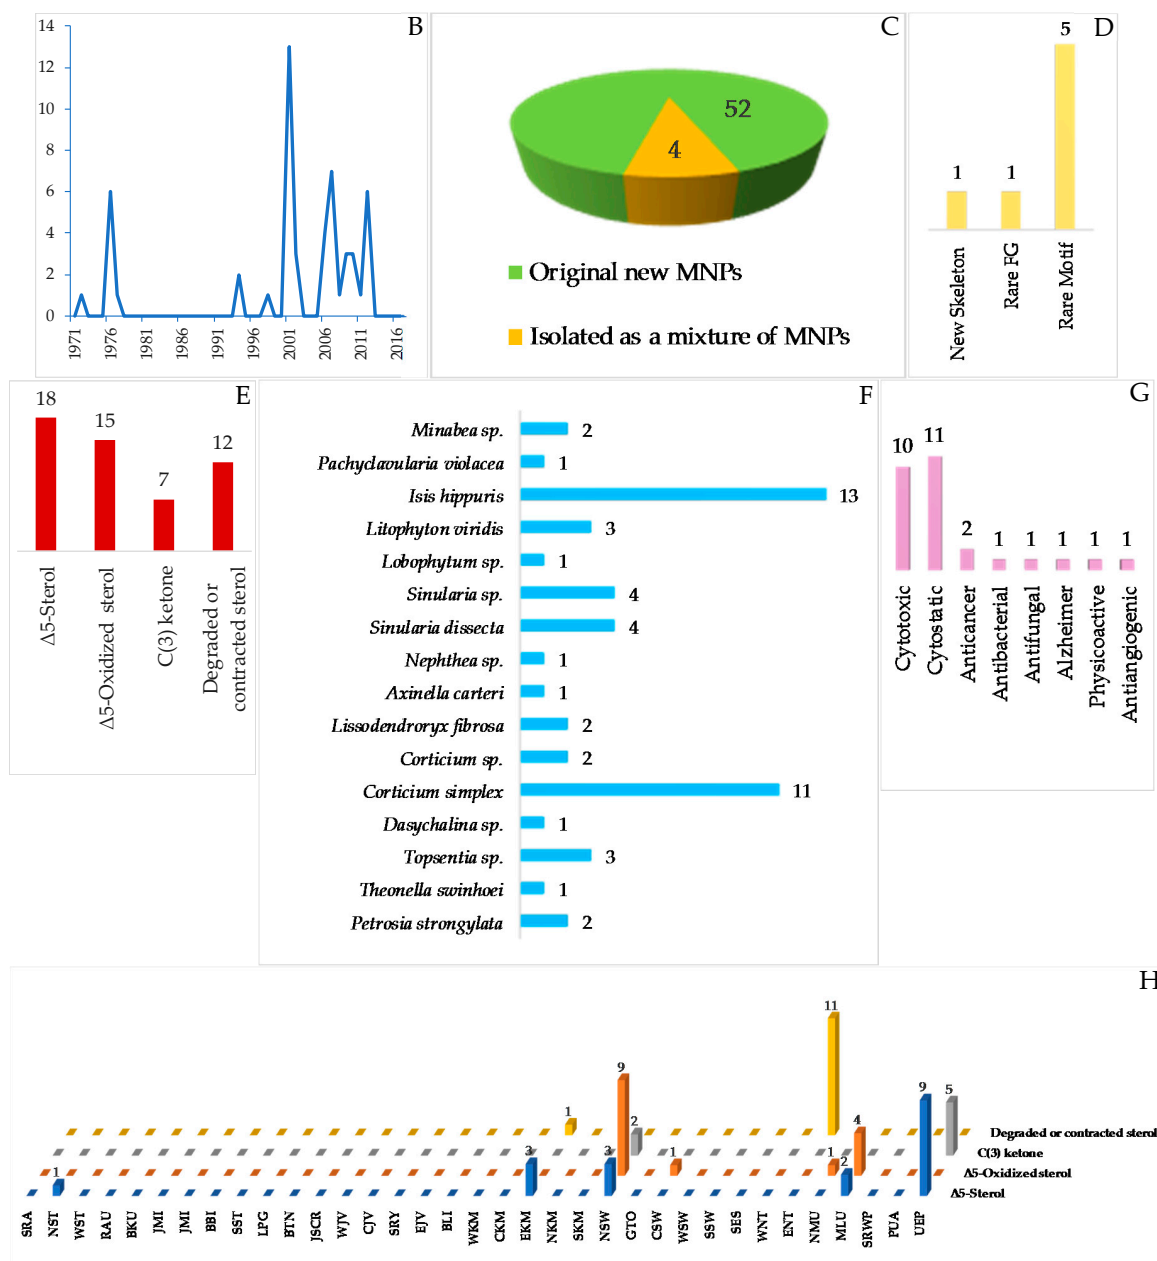 B
14
12
10
8
6
4
2
0
1971
1976
1981
1986
1991
1996
2001
2006
2011
2016
C
52
4
Original new MNPs
Isolated as a mixture of MNPs
D
1
1
5
New Skeleton
Rare FG
Rare Motif
E
18
15
7
12
Δ5-Sterol
Δ5-Oxidized sterol
C(3) ketone
Degraded or
contracted sterol
F
Minabea sp. 2
Pachyclavularia violacea 1
Isis hippuris 13
Litophyton viridis 3
Lobophytum sp. 1
Sinularia sp. 4
Sinularia dissecta 4
Nephthea sp. 1
Axinella carteri 1
Lissodendroryx fibrosa 2
Corticium sp. 2
Corticium simplex 11
Dasychalina sp. 1
Topsentia sp. 3
Theonella swinhoei 1
Petrosia strongylata 2
G
10
11
2
1
1
1
1
1
Cytotoxic
Cytostatic
Anticancer
Antibacterial
Antifungal
Alzheimer
Physicoactive
Antiangiogenic
H
11
9
9
5
1
2
4
3
3
1
1
2
1
Degraded or contracted sterol
C(3) ketone
Δ5-Oxidized sterol
Δ5-Sterol
SRA
NST
WST
RAU
BKU
JMI
JMI
BBI
SST
LPG
BTN
JSCR
WJV
CJV
SRY
EJV
BLI
WKM
CKM
EKM
NKM
SKM
NSW
GTO
CSW
WSW
SSW
SES
WNT
ENT
NMU
MLU
SRWP
PUA
UEP